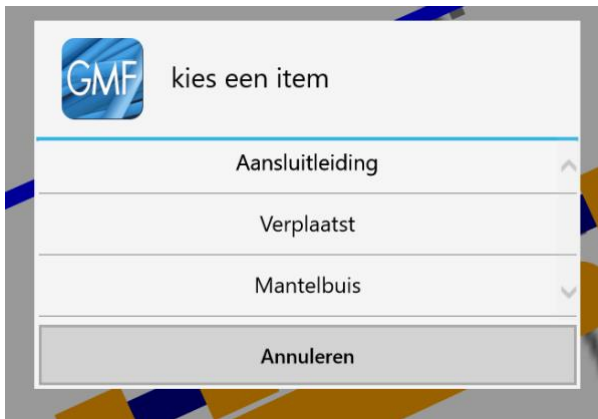 GMF
kies een item
Aansluitleiding
Verplaatst
Mantelbuis
Annuleren